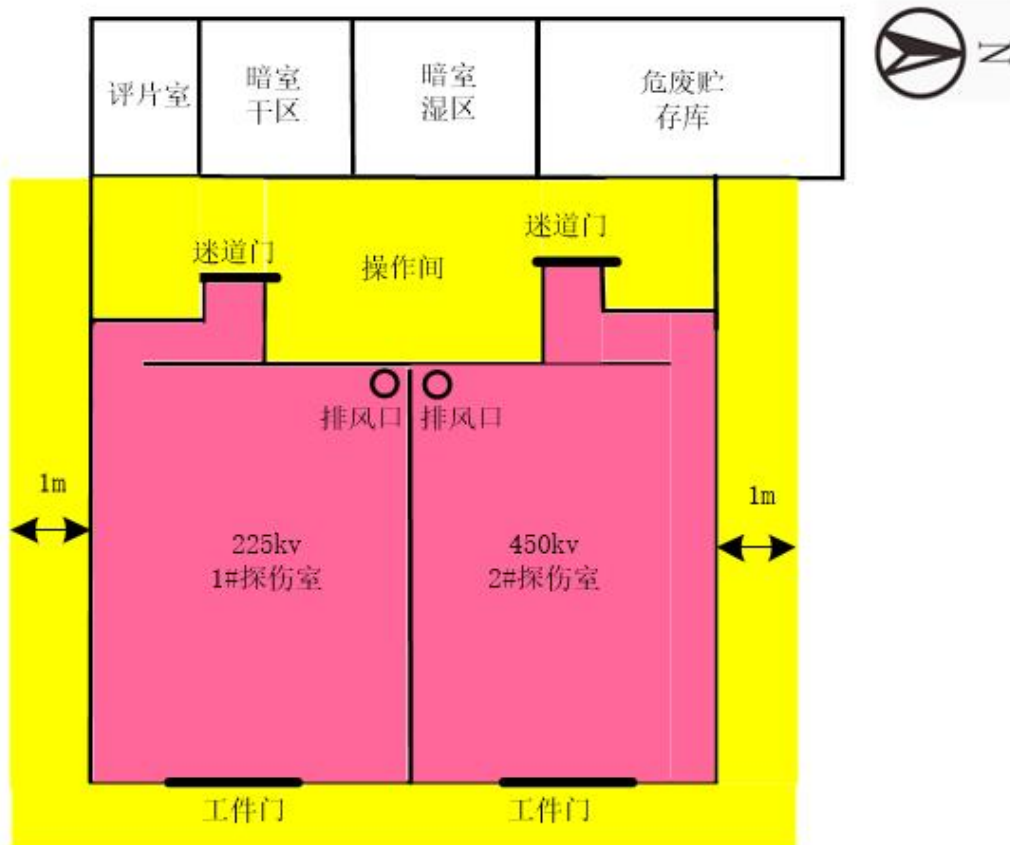 评片室
暗室
干区
暗室
湿区
危废贮
存库
N
迷道门
操作间
迷道门
排风口
排风口
1m
1m
225kv
1#探伤室
450kv
2#探伤室
工件门
工件门